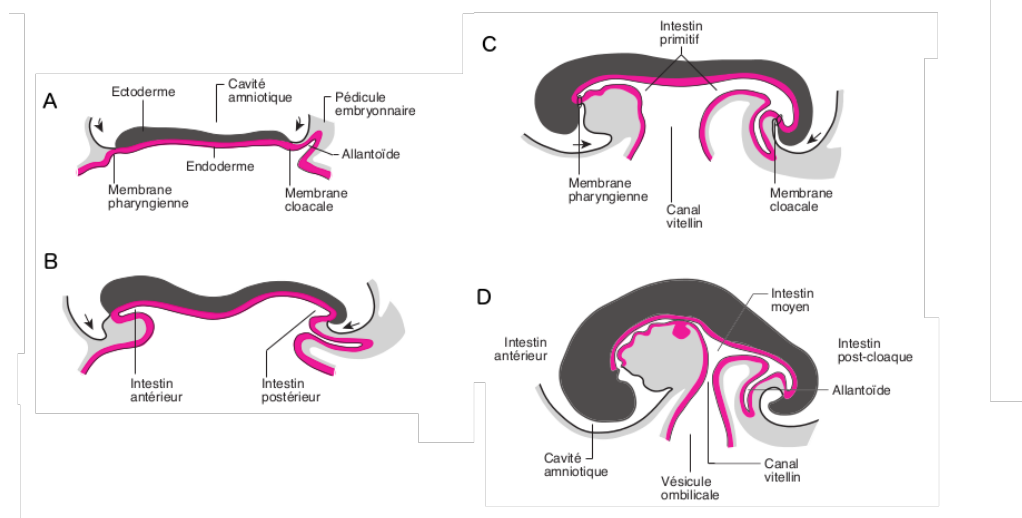 A
Ectoderme
Cavité
amniotique
Pédicule
embryonnaire
Allantoïde
Endoderme
Membrane
pharyngienne
Membrane
cloacale
B
Intestin
antérieur
Intestin
postérieur
C
Intestin
primitif
Membrane
pharyngienne
Canal
vitellin
Membrane
cloacale
D
Intestin
moyen
Intestin
antérieur
Intestin
post-cloaque
Allantoïde
Cavité
amniotique
Vésicule
ombilicale
Canal
vitellin